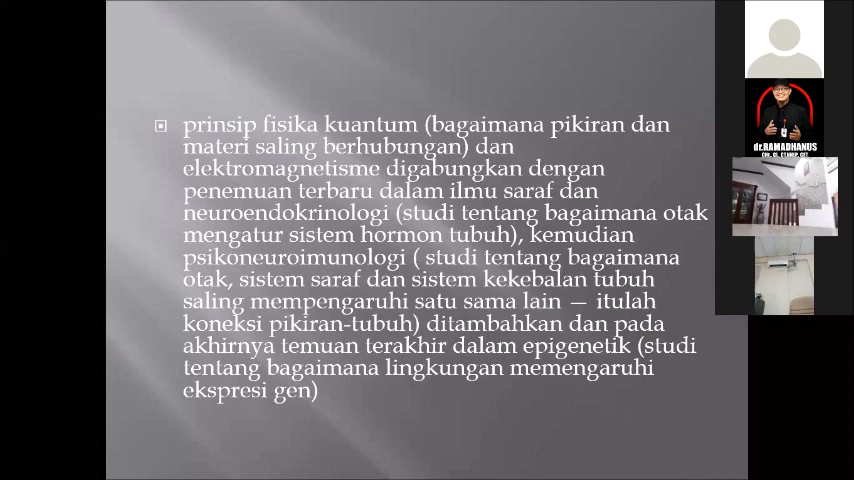 prinsip fisika kuantum (bagaimana pikiran dan
materi saling berhubungan) dan
elektromagnetisme digabungkan dengan
penemuan terbaru dalam ilmu saraf dan
neuroendokrinologi (studi tentang bagaimana otak
mengatur sistem hormon tubuh), kemudian
psikoneuroimunologi ( studi tentang bagaimana
otak, sistem saraf dan sistem kekebalan tubuh
saling mempengaruhi satu sama lain — itulah
koneksi pikiran-tubuh) ditambahkan dan pada
akhirnya temuan terakhir dalam epigenetik (studi
tentang bagaimana lingkungan memengaruhi
ekspresi gen)
dr.RAMADHANUS